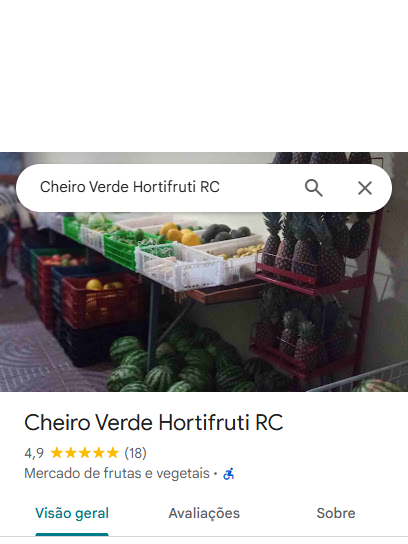 Cheiro Verde Hortifruti RC
Cheiro Verde Hortifruti RC
4,9 (18)
Mercado de frutas e vegetais ·
Visão geral Avaliações Sobre